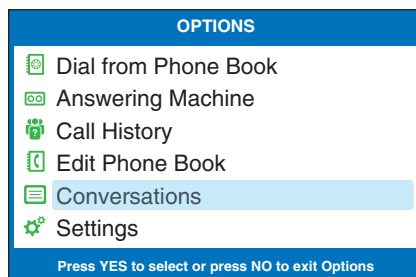 OPTIONS
Dial from Phone Book
Answering Machine
Call History
Edit Phone Book
Conversations
Settings
Press YES to select or press NO to exit Options